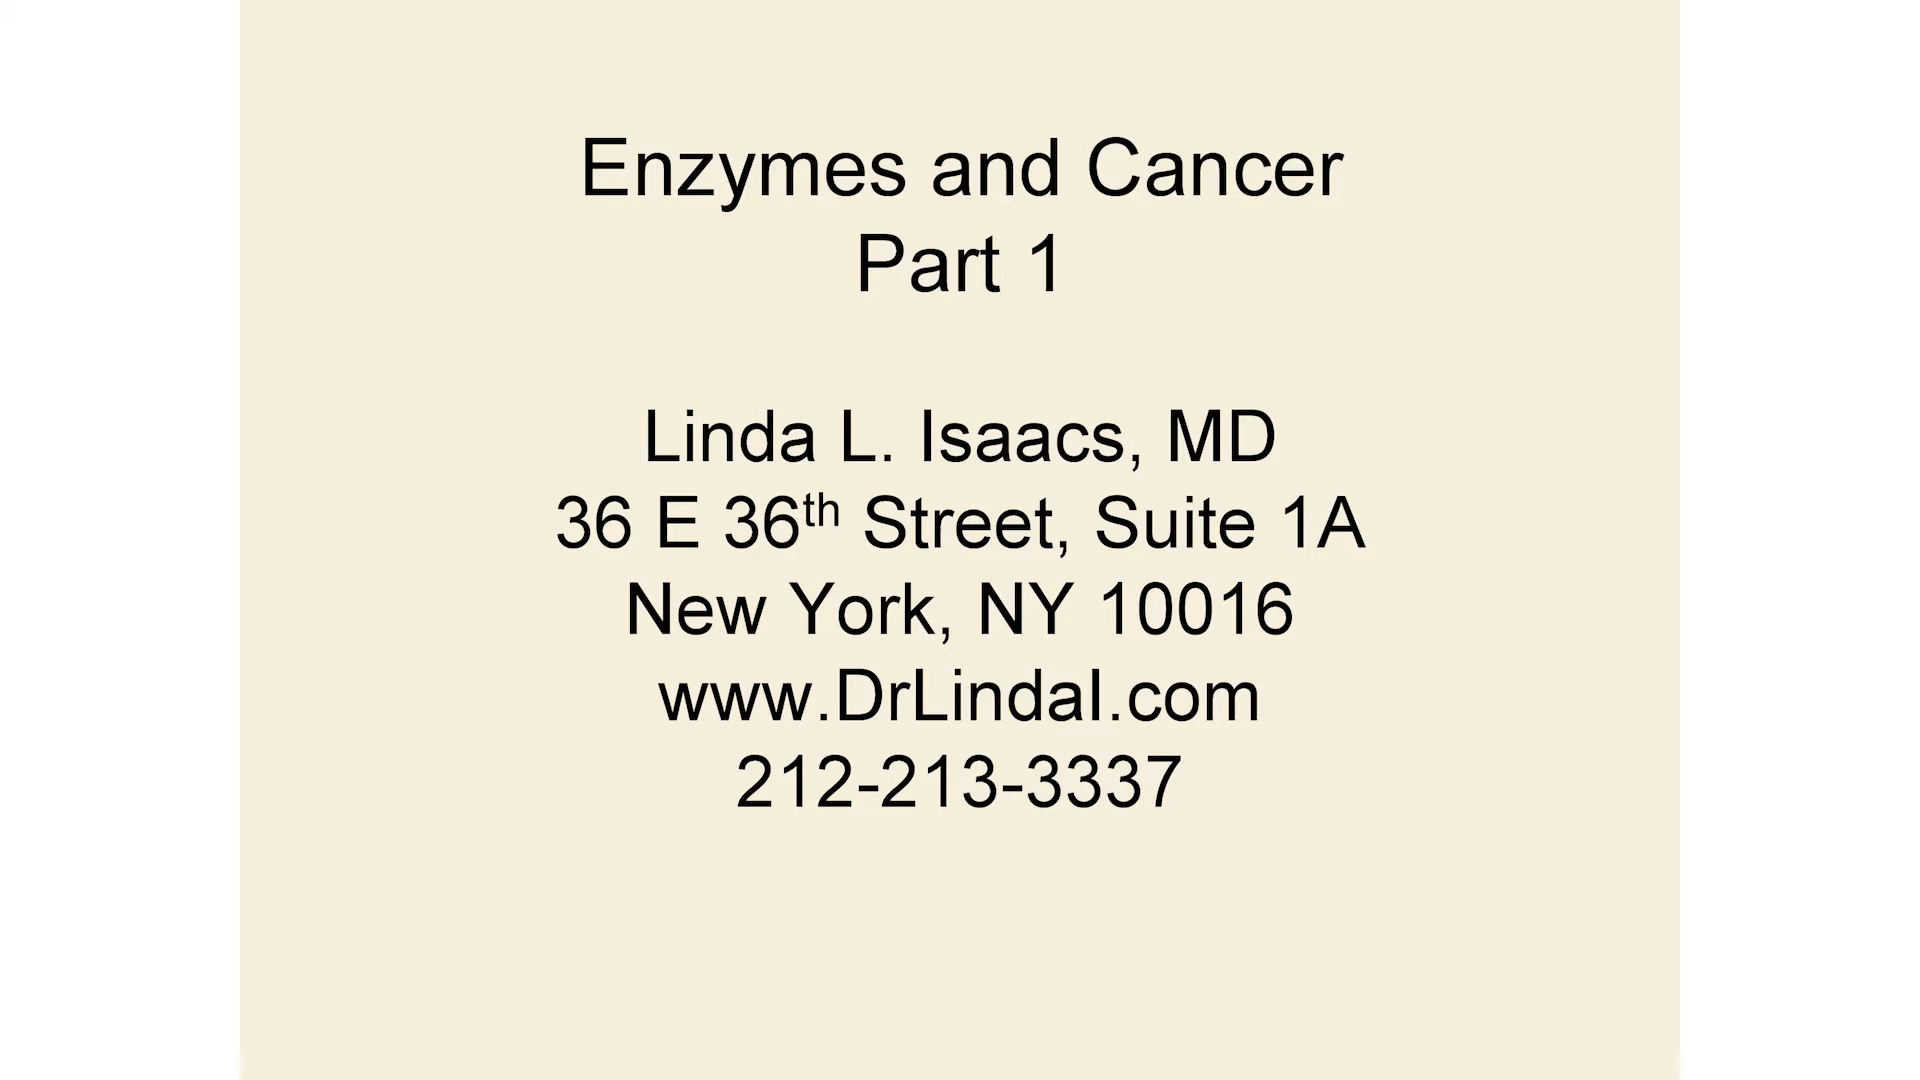 Enzymes and Cancer
Part 1
Linda L. Isaacs, MD
36 E 36th Street, Suite 1A
New York, NY 10016
www.DrLindaI.com
212-213-3337